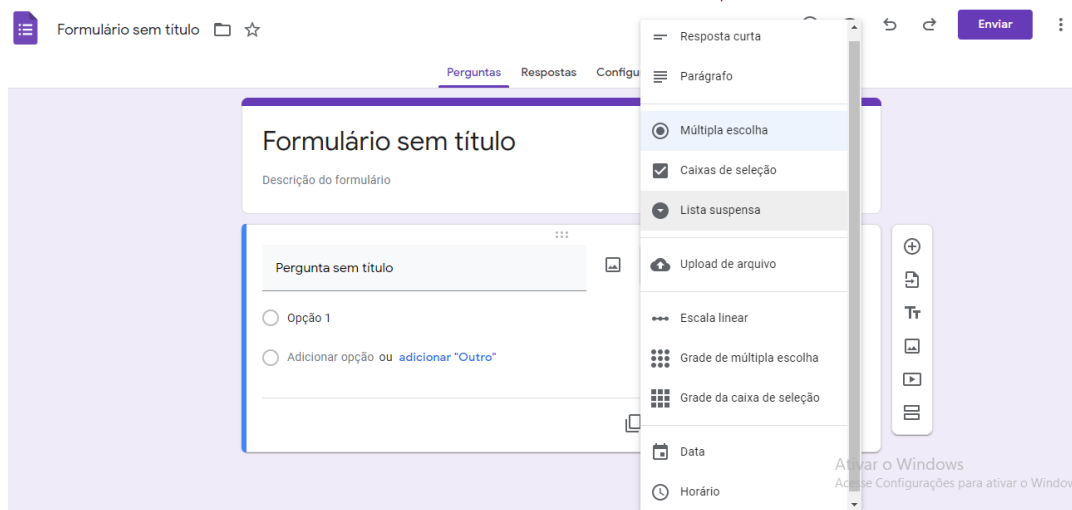 Formulário sem título
Enviar
Perguntas
Respostas
Configu
Formulário sem título
Descrição do formulário
Pergunta sem título
Opção 1
Adicionar opção ou adicionar "Outro"
Resposta curta
Parágrafo
Múltipla escolha
Caixas de seleção
Lista suspensa
Upload de arquivo
Escala linear
Grade de múltipla escolha
Grade da caixa de seleção
Data
Horário
Tт
Ativar o Windows
Acesse Configurações para ativar o Window